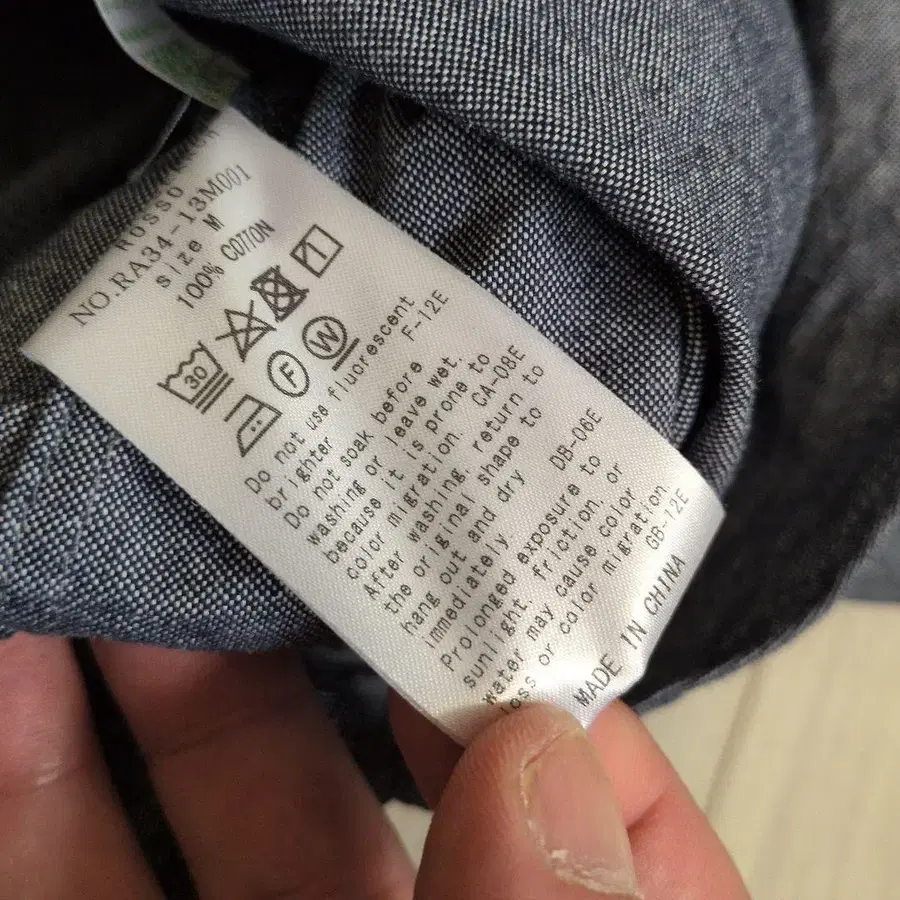 ROSSO
NO.RA34-13M001
size M
100% COTTON
30
F W
Do not use fluorescent
brighter F-12E
Do not soak before
washing or leave wet,
because it is prone to
color migration. CA-08E
After washing, return to
the original shape to
hang out and dry
immediately DB-06E
Prolonged exposure to
sunlight, friction, or
water may cause color
loss or color migration.
GB-12E
MADE IN CHINA